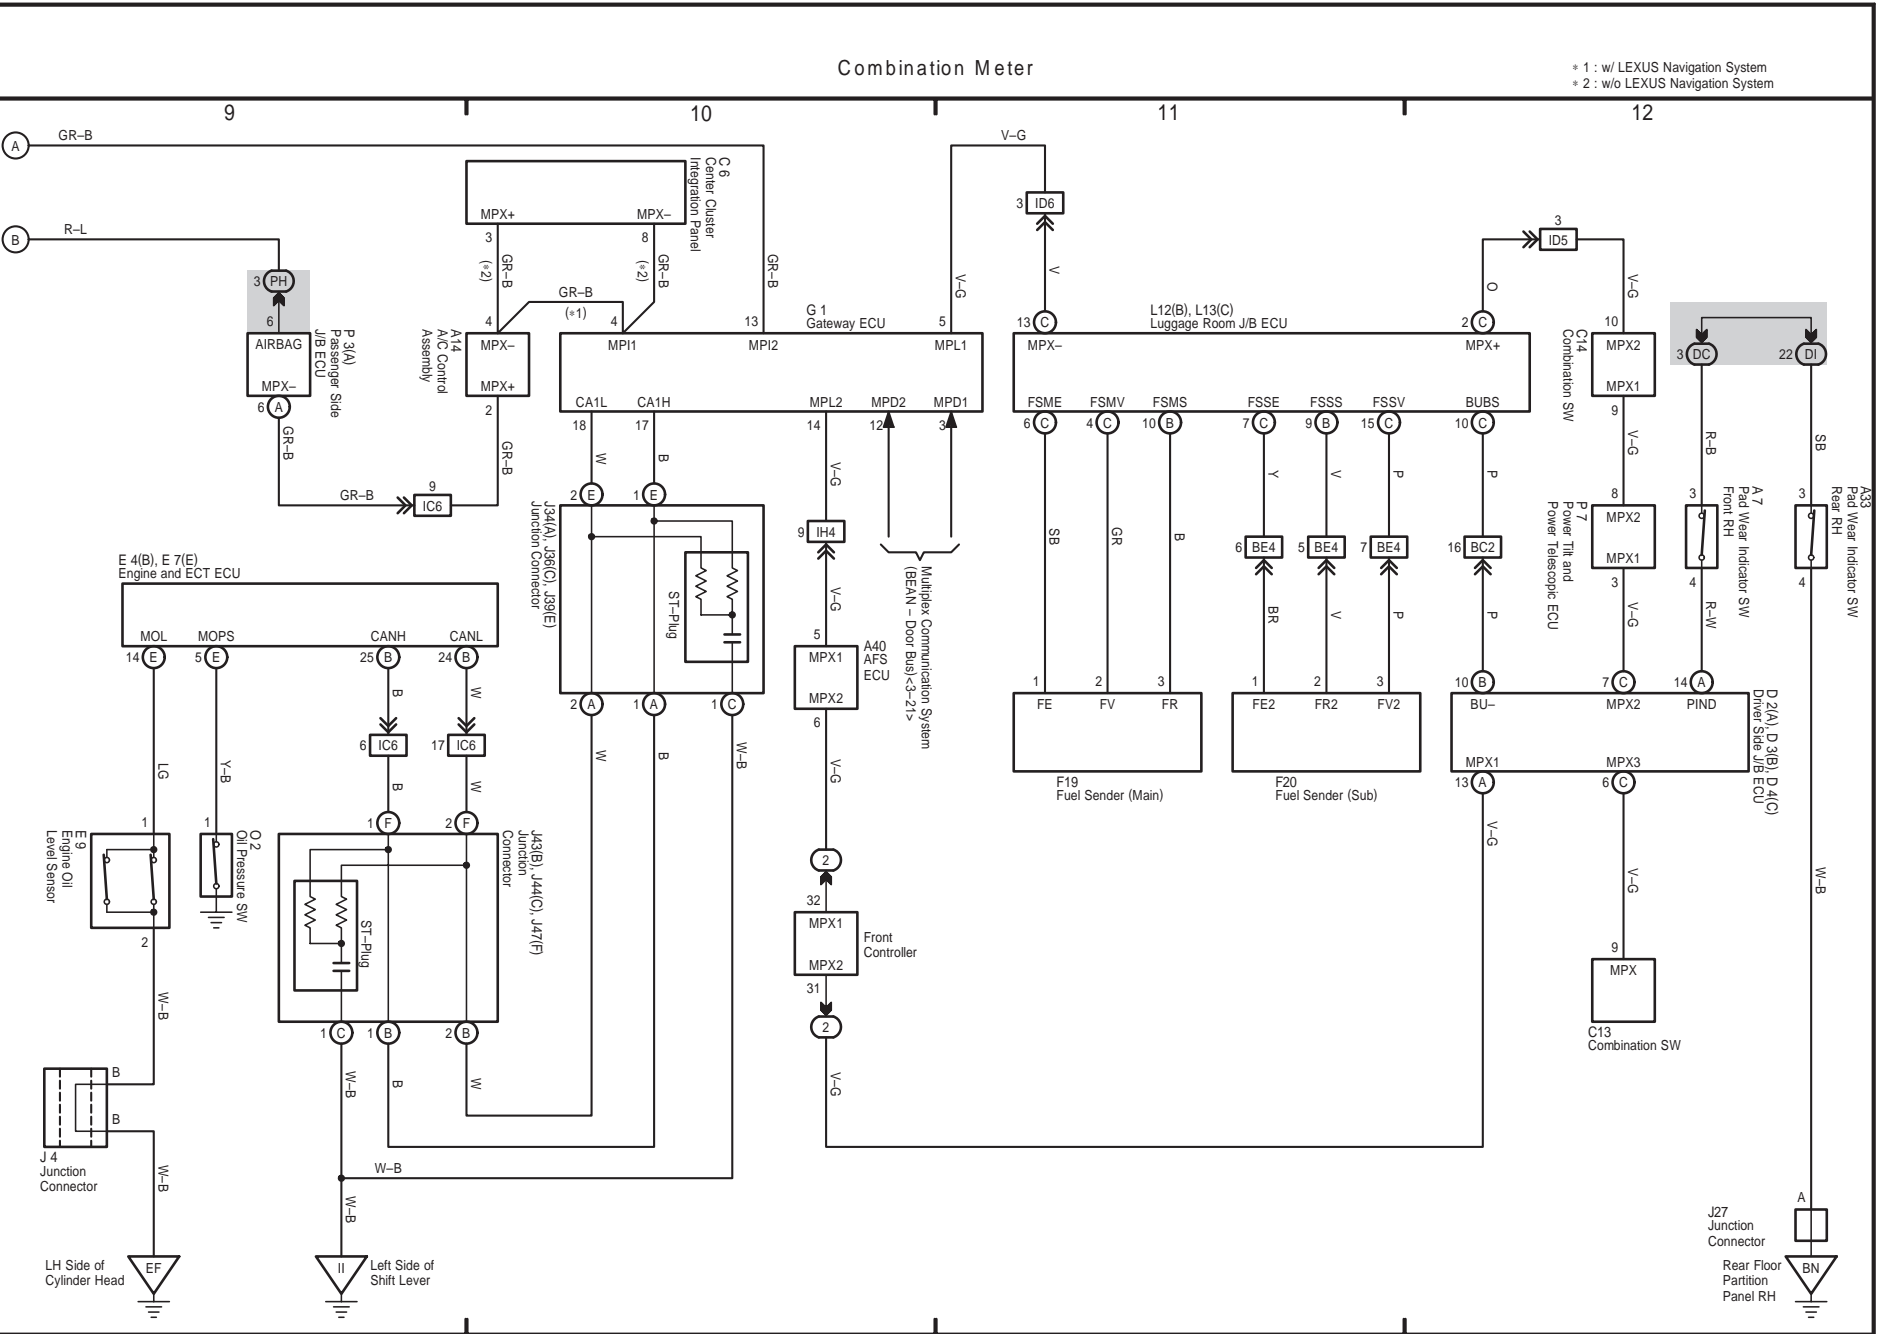 Combination Meter
* 1 : w/ LEXUS Navigation System
* 2 : w/o LEXUS Navigation System
9
10
11
12
A
GR–B
B
R–L
3
PH
6
AIRBAG
MPX–
6
A
P 3(A)
Passenger Side
J/B ECU
GR–B
GR–B
9
IC6
C 6
Center Cluster
Integration Panel
MPX+
MPX–
3
8
GR–B
(*2)
GR–B
(*2)
GR–B
(*1)
GR–B
4
MPX–
MPX+
2
A14
A/C Control
Assembly
GR–B
G 1
Gateway ECU
4
13
5
MPI1
MPI2
MPL1
CA1L
CA1H
MPL2
MPD2
MPD1
18
17
14
12
3
W
B
V–G
2
E
1
E
J34(A), J36(C), J39(E)
Junction Connector
ST–Plug
2
A
1
A
1
C
W
B
W–B
9
IH4
V–G
5
MPX1
MPX2
6
A40
AFS
ECU
V–G
2
32
MPX1
MPX2
31
Front
Controller
2
V–G
Multiplex Communication System
(BEAN – Door Bus)<3–21>
E 4(B), E 7(E)
Engine and ECT ECU
MOL
MOPS
CANH
CANL
14
E
5
E
25
B
24
B
LG
Y–B
B
W
6
IC6
17
IC6
B
W
1
F
2
F
J43(B), J44(C), J47(F)
Junction
Connector
ST–Plug
1
C
1
B
2
B
W–B
B
W
1
2
E 9
Engine Oil
Level Sensor
1
O 2
Oil Pressure SW
W–B
B
B
J 4
Junction
Connector
W–B
LH Side of
Cylinder Head
EF
W–B
W–B
II
Left Side of
Shift Lever
V–G
V–G
3
ID6
V
L12(B), L13(C)
Luggage Room J/B ECU
13
C
2
C
MPX–
MPX+
FSME
FSMV
FSMS
FSSE
FSSS
FSSV
BUBS
6
C
4
C
10
B
7
C
9
B
15
C
10
C
SB
GR
B
Y
V
P
P
6
BE4
5
BE4
7
BE4
16
BC2
BR
V
P
P
1
2
3
FE
FV
FR
F19
Fuel Sender (Main)
1
2
3
FE2
FR2
FV2
F20
Fuel Sender (Sub)
O
3
ID5
V–G
10
MPX2
MPX1
9
C14
Combination SW
V–G
8
MPX2
MPX1
3
P 7
Power Tilt and
Power Telescopic ECU
V–G
3
DC
22
DI
R–B
SB
3
4
A 7
Pad Wear Indicator SW
Front RH
R–W
3
4
A33
Pad Wear Indicator SW
Rear RH
10
B
7
C
14
A
BU–
MPX2
PIND
MPX1
MPX3
13
A
6
C
D 2(A), D 3(B), D 4(C)
Driver Side J/B ECU
V–G
V–G
9
MPX
C13
Combination SW
W–B
A
J27
Junction
Connector
Rear Floor
Partition
Panel RH
BN